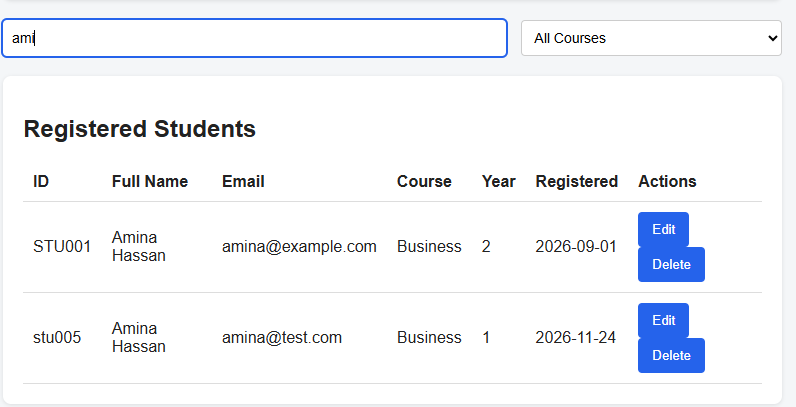 ami
All Courses
Registered Students
ID Full Name Email Course Year Registered Actions
STU001 Amina Hassan amina@example.com Business 2 2026-09-01 Edit Delete
stu005 Amina Hassan amina@test.com Business 1 2026-11-24 Edit Delete